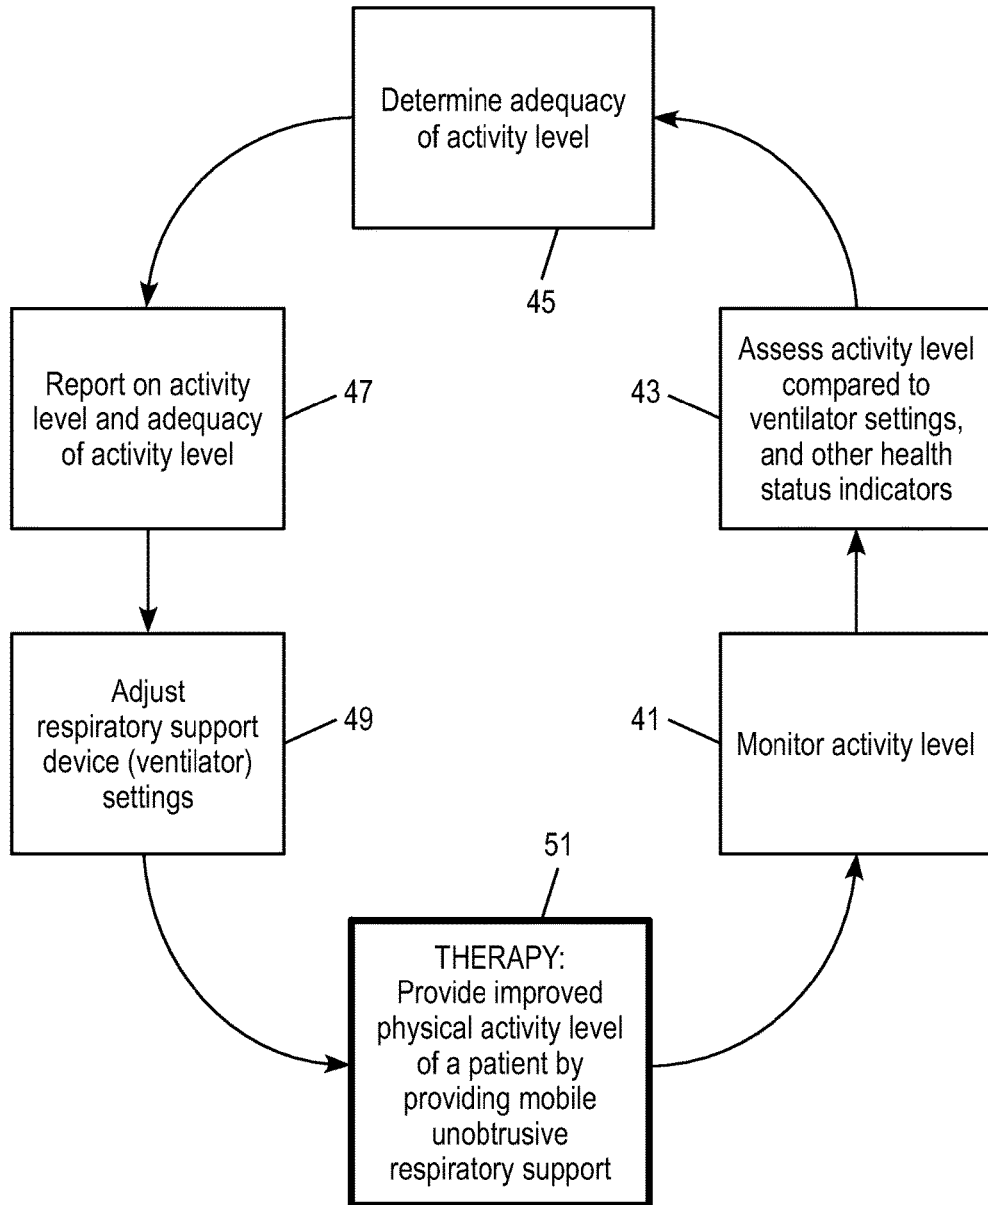 Determine adequacy
of activity level
45
Report on activity
level and adequacy
of activity level
47
43
Assess activity level
compared to
ventilator settings,
and other health
status indicators
Adjust
respiratory support
device (ventilator)
settings
49
41
Monitor activity level
51
THERAPY:
Provide improved
physical activity level
of a patient by
providing mobile
unobtrusive
respiratory support